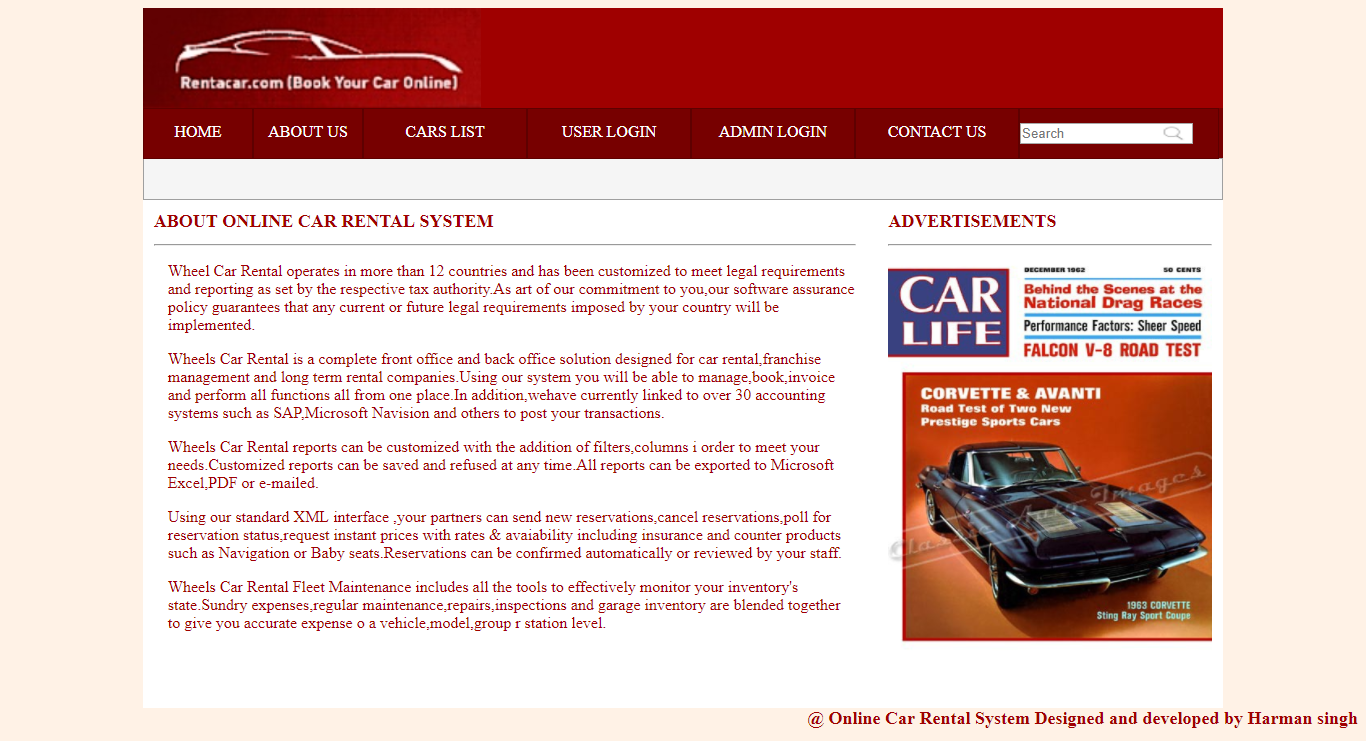 Rentacar.com (Book Your Car Online)
HOME
ABOUT US
CARS LIST
USER LOGIN
ADMIN LOGIN
CONTACT US
Search
ABOUT ONLINE CAR RENTAL SYSTEM
Wheel Car Rental operates in more than 12 countries and has been customized to meet legal requirements
and reporting as set by the respective tax authority.As art of our commitment to you,our software assurance
policy guarantees that any current or future legal requirements imposed by your country will be
implemented.
Wheels Car Rental is a complete front office and back office solution designed for car rental,franchise
management and long term rental companies.Using our system you will be able to manage,book,invoice
and perform all functions all from one place.In addition,wehave currently linked to over 30 accounting
systems such as SAP,Microsoft Navision and others to post your transactions.
Wheels Car Rental reports can be customized with the addition of filters,columns i order to meet your
needs.Customized reports can be saved and refused at any time.All reports can be exported to Microsoft
Excel,PDF or e-mailed.
Using our standard XML interface ,your partners can send new reservations,cancel reservations,poll for
reservation status,request instant prices with rates & avaiability including insurance and counter products
such as Navigation or Baby seats.Reservations can be confirmed automatically or reviewed by your staff.
Wheels Car Rental Fleet Maintenance includes all the tools to effectively monitor your inventory's
state.Sundry expenses,regular maintenance,repairs,inspections and garage inventory are blended together
to give you accurate expense o a vehicle,model,group r station level.
ADVERTISEMENTS
CAR
LIFE
DECEMBER 1962
50 CENTS
Behind the Scenes at the
National Drag Races
Performance Factors: Sheer Speed
FALCON V-8 ROAD TEST
CORVETTE & AVANTI
Road Test of Two New
Prestige Sports Cars
Classic Auto Images
1963 CORVETTE
Sting Ray Sport Coupe
@ Online Car Rental System Designed and developed by Harman singh